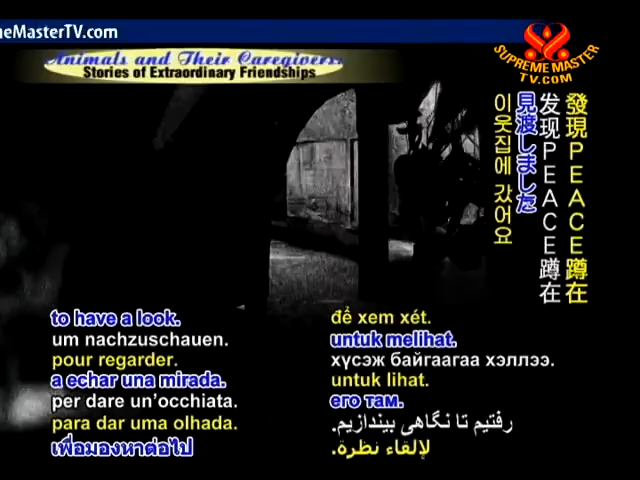 neMasterTV.com
Animals and Their Caregivers:
Stories of Extraordinary Friendships
SUPREME MASTER
TV.COM
發現PEACE蹲在
发现PEACE蹲在
見渡しました
이웃집에 갔어요
to have a look.
um nachzuschauen.
pour regarder.
a echar una mirada.
per dare un'occhiata.
para dar uma olhada.
เพื่อมองหาต่อไป
để xem xét.
untuk melihat.
хүсэж байгаагаа хэллээ.
untuk lihat.
его там.
رفتیم تا نگاهی بیندازیم.
لإلقاء نظرة.